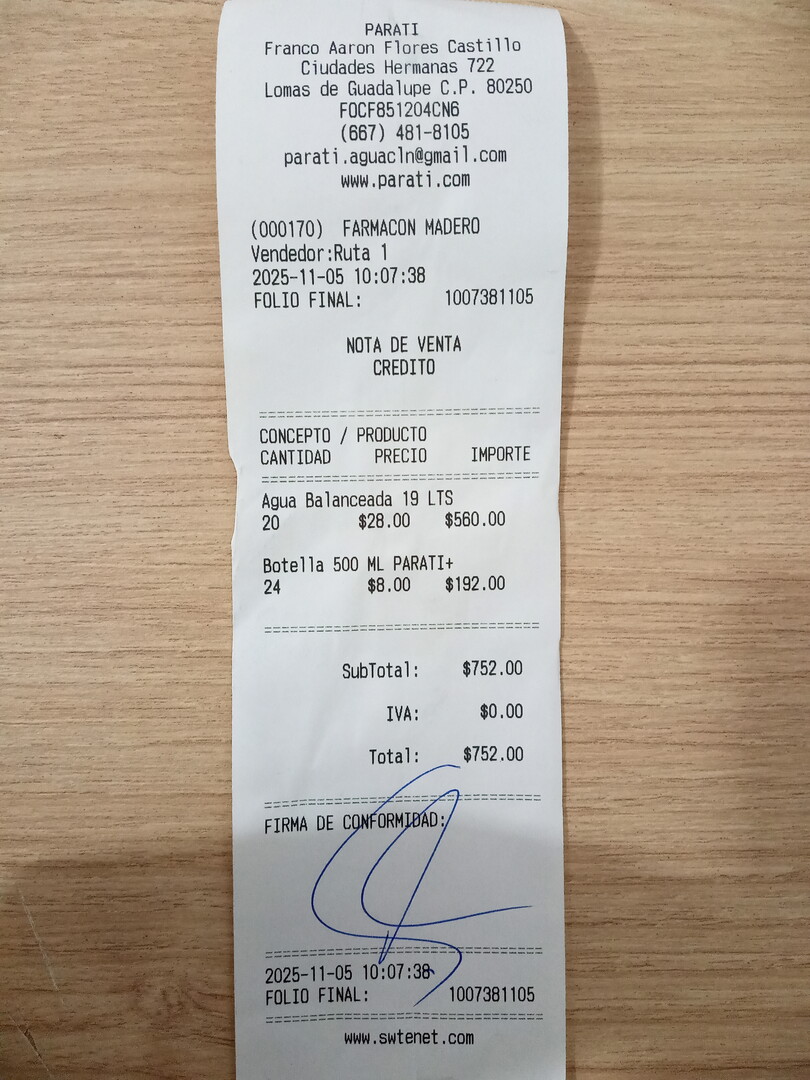 PARATI
Franco Aaron Flores Castillo
Ciudades Hermanas 722
Lomas de Guadalupe C.P. 80250
FOCF851204CN6
(667) 481-8105
parati.aguacln@gmail.com
www.parati.com
(000170) FARMACON MADERO
Vendedor:Ruta 1
2025-11-05 10:07:38
FOLIO FINAL: 1007381105
NOTA DE VENTA
CREDITO
CONCEPTO / PRODUCTO
CANTIDAD PRECIO IMPORTE
Agua Balanceada 19 LTS
20 $28.00 $560.00
Botella 500 ML PARATI+
24 $8.00 $192.00
SubTotal: $752.00
IVA: $0.00
Total: $752.00
FIRMA DE CONFORMIDAD:
2025-11-05 10:07:38
FOLIO FINAL: 1007381105
www.swtenet.com